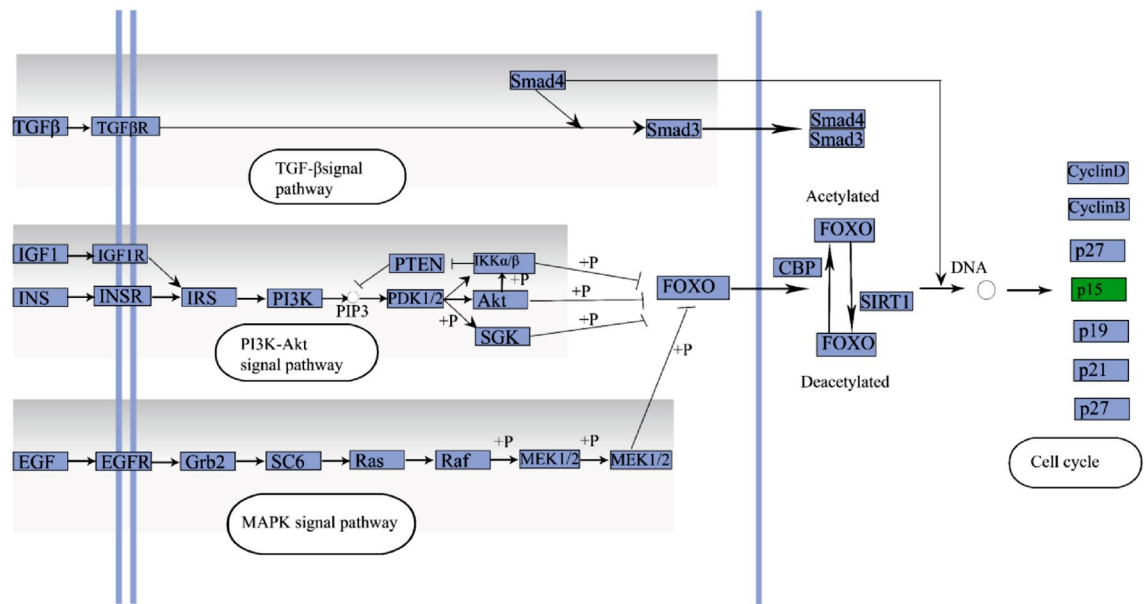 Smad4
TGFβ
TGFβR
Smad3
Smad4
Smad3
TGF-βsignal
pathway
CyclinD
CyclinB
p27
p15
p19
p21
p27
Cell cycle
Acetylated
FOXO
CBP
SIRT1
FOXO
Deacetylated
DNA
IGF1
IGF1R
PTEN
IKKα/β
+P
INS
INSR
IRS
PI3K
PIP3
PDK1/2
+P
Akt
+P
+P
SGK
+P
FOXO
+P
PI3K-Akt
signal pathway
EGF
EGFR
Grb2
SC6
Ras
Raf
+P
MEK1/2
+P
MEK1/2
MAPK signal pathway